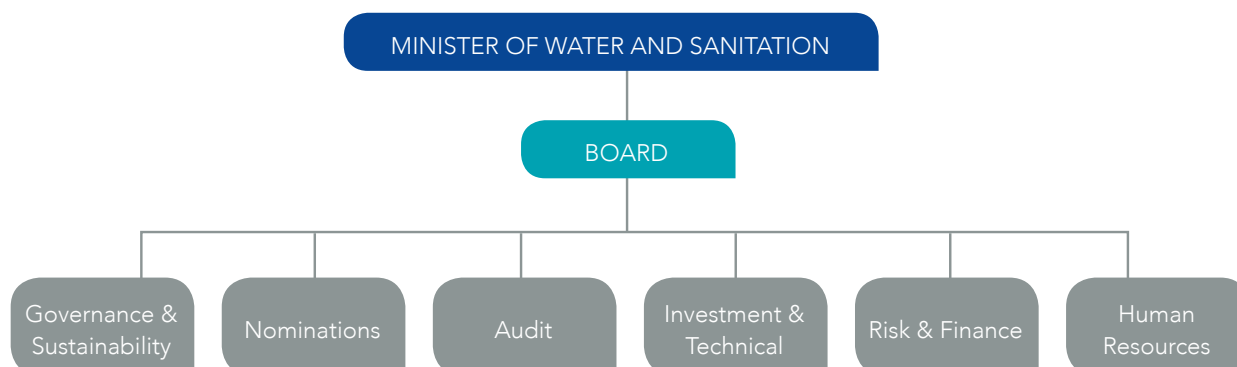 MINISTER OF WATER AND SANITATION
BOARD
Governance &
Sustainability
Nominations
Audit
Investment &
Technical
Risk & Finance
Human
Resources